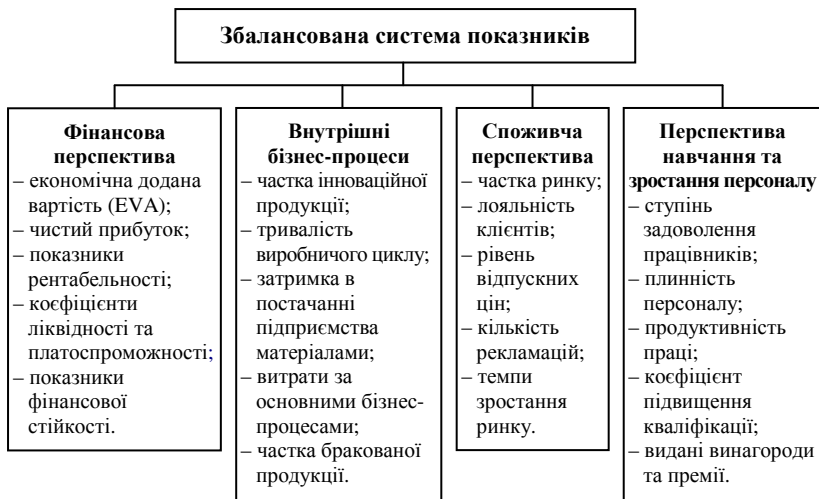 Збалансована система показників
Фінансова
перспектива
– економічна додана
вартість (EVA);
– чистий прибуток;
– показники
рентабельності;
– коефіцієнти
ліквідності та
платоспроможності;
– показники
фінансової
стійкості.
Внутрішні
бізнес-процеси
– частка інноваційної
продукції;
– тривалість
виробничого циклу;
– затримка в
постачанні
підприємства
матеріалами;
– витрати за
основними бізнес-
процесами;
– частка бракованої
продукції.
Споживча
перспектива
– частка ринку;
– лояльність
клієнтів;
– рівень
відпускних
цін;
– кількість
рекламацій;
– темпи
зростання
ринку.
Перспектива
навчання та
зростання персоналу
– ступінь
задоволення
працівників;
– плинність
персоналу;
– продуктивність
праці;
– коефіцієнт
підвищення
кваліфікації;
– видані винагороди
та премії.